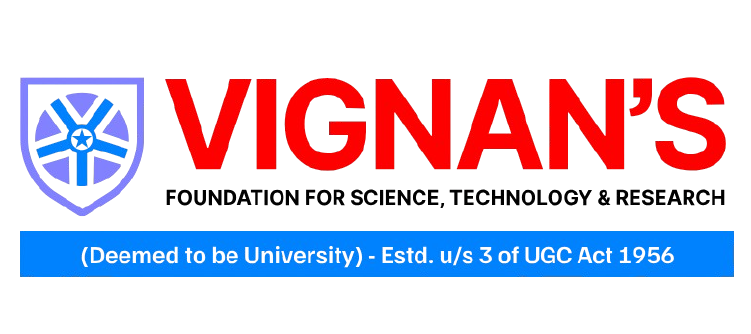 VIGNAN'S
FOUNDATION FOR SCIENCE, TECHNOLOGY & RESEARCH
(Deemed to be University) - Estd. u/s 3 of UGC Act 1956